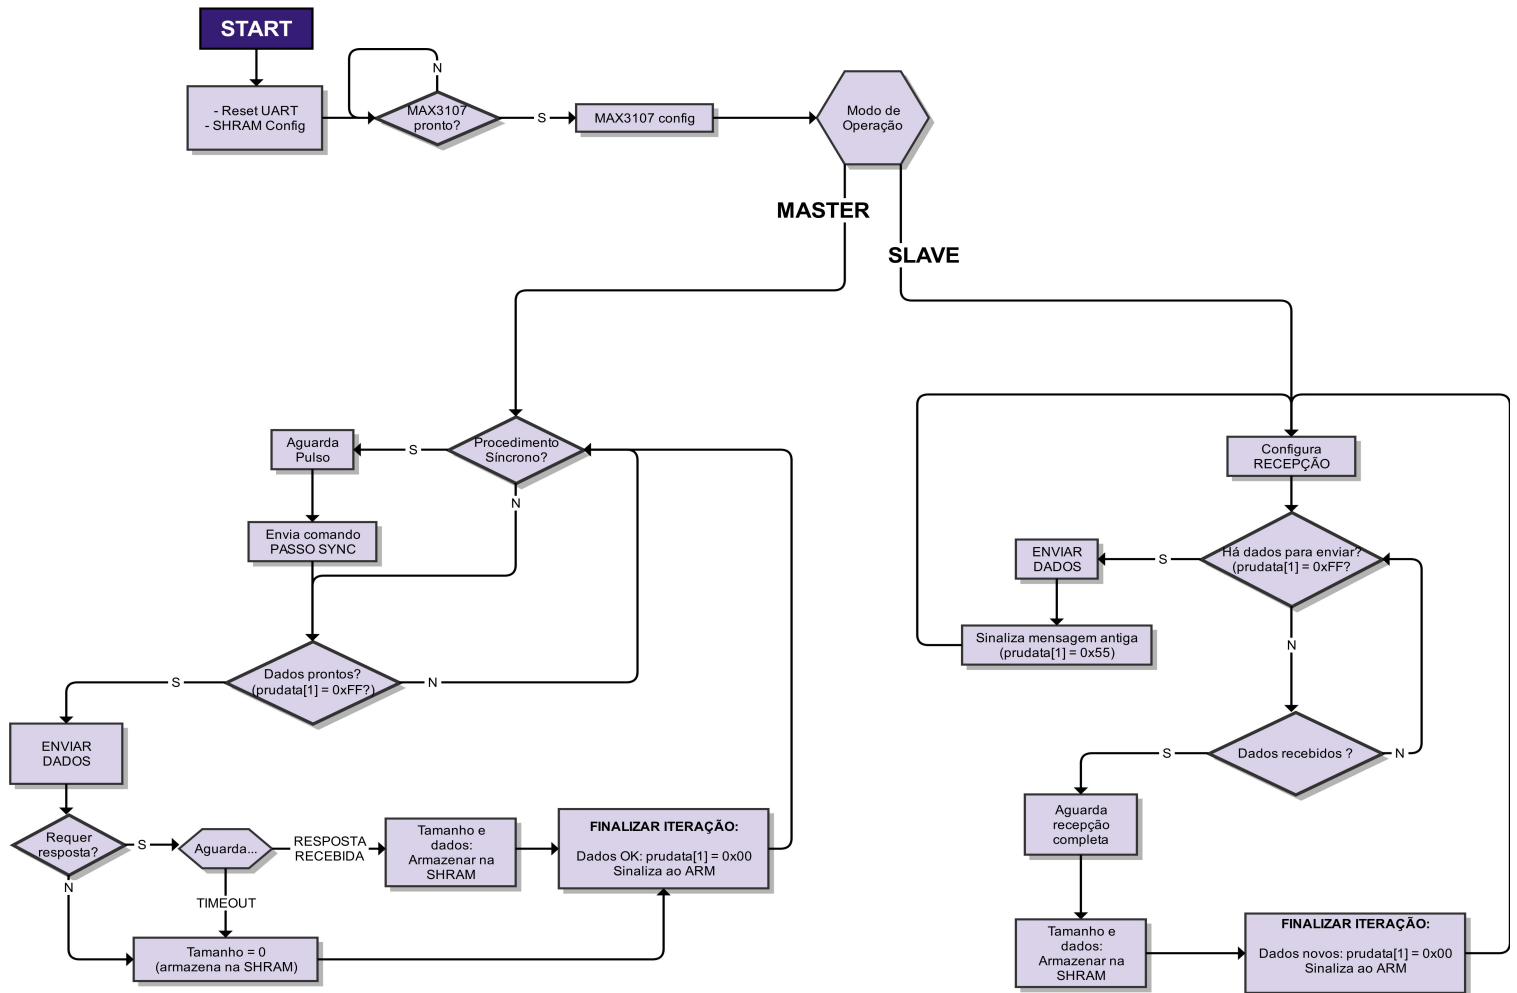 START
- Reset UART
- SHRAM Config
N
MAX3107
pronto?
S
MAX3107 config
Modo de
Operação
MASTER
SLAVE
Procedimento
Síncrono?
S
N
Aguarda
Pulso
Envia comando
PASSO SYNC
Dados prontos?
(prudata[1] = 0xFF?)
S
N
ENVIAR
DADOS
Requer
resposta?
S
N
Aguarda...
RESPOSTA
RECEBIDA
TIMEOUT
Tamanho e
dados:
Armazenar na
SHRAM
Tamanho = 0
(armazena na SHRAM)
FINALIZAR ITERAÇÃO:
Dados OK: prudata[1] = 0x00
Sinaliza ao ARM
Configura
RECEPÇÃO
Há dados para enviar?
(prudata[1] = 0xFF?
S
N
ENVIAR
DADOS
Sinaliza mensagem antiga
(prudata[1] = 0x55)
Dados recebidos ?
S
N
Aguarda
recepção
completa
Tamanho e
dados:
Armazenar na
SHRAM
FINALIZAR ITERAÇÃO:
Dados novos: prudata[1] = 0x00
Sinaliza ao ARM